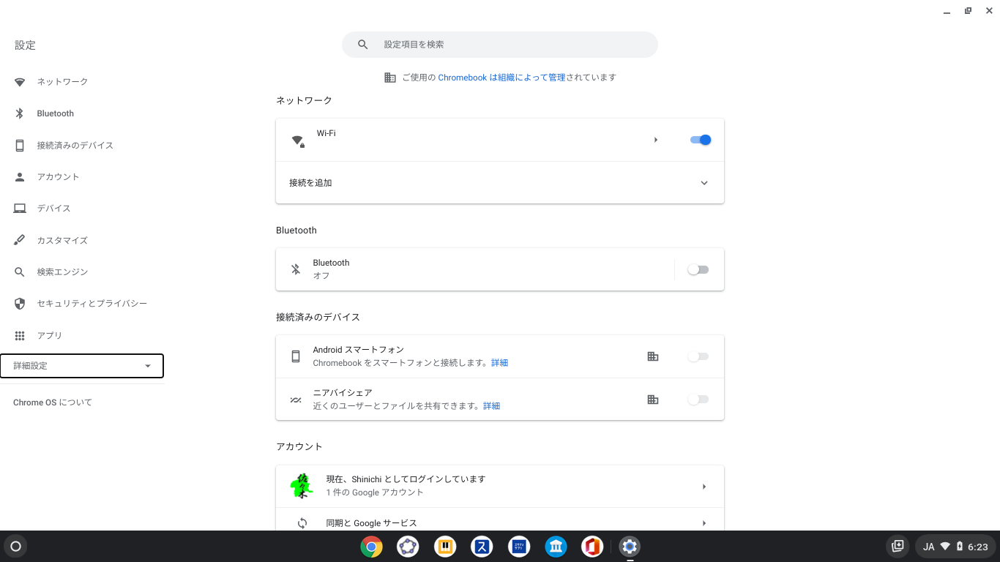 設定
設定項目を検索
ネットワーク
Bluetooth
接続済みのデバイス
アカウント
デバイス
カスタマイズ
検索エンジン
セキュリティとプライバシー
アプリ
詳細設定
Chrome OS について
ご使用の Chromebook は組織によって管理されています
ネットワーク
Wi-Fi
接続を追加
Bluetooth
Bluetooth
オフ
接続済みのデバイス
Android スマートフォン
Chromebook をスマートフォンと接続します。詳細
ニアバイシェア
近くのユーザーとファイルを共有できます。詳細
アカウント
佐々木
現在、Shinichi としてログインしています
1 件の Google アカウント
同期と Google サービス
ス
スタディ
サプリ
JA
6:23